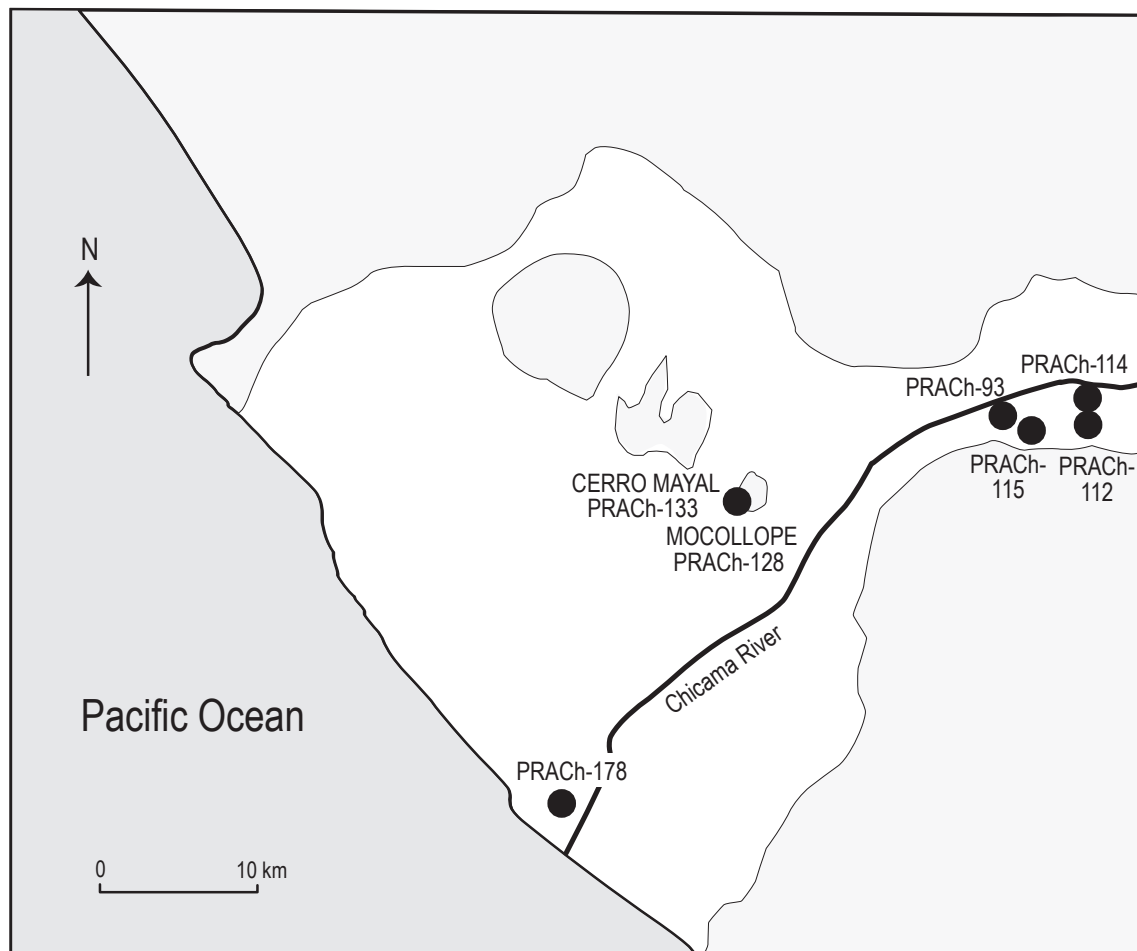 N
PRACh-114
PRACh-93
PRACh-
115
PRACh-
112
CERRO MAYAL
PRACh-133
MOCOLLOPE
PRACh-128
Chicama River
Pacific Ocean
PRACh-178
0
10 km